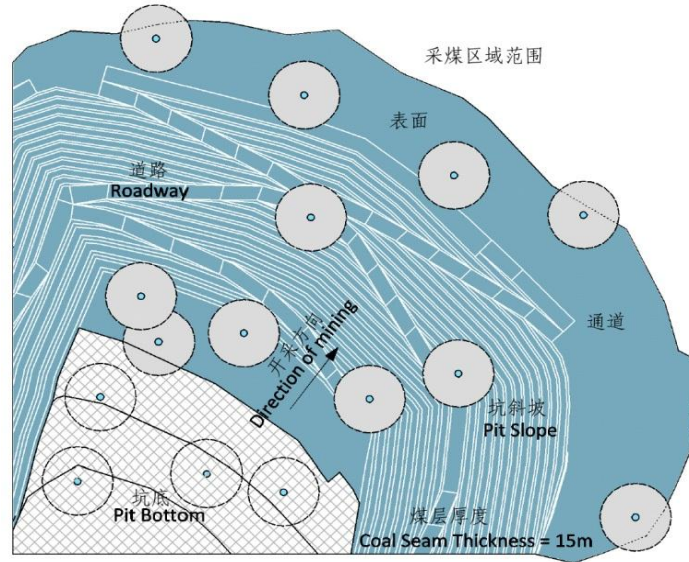 采煤区域范围
表面
道路
Roadway
通道
开采方向
Direction of mining
坑斜坡
Pit Slope
坑底
Pit Bottom
煤层厚度
Coal Seam Thickness = 15m